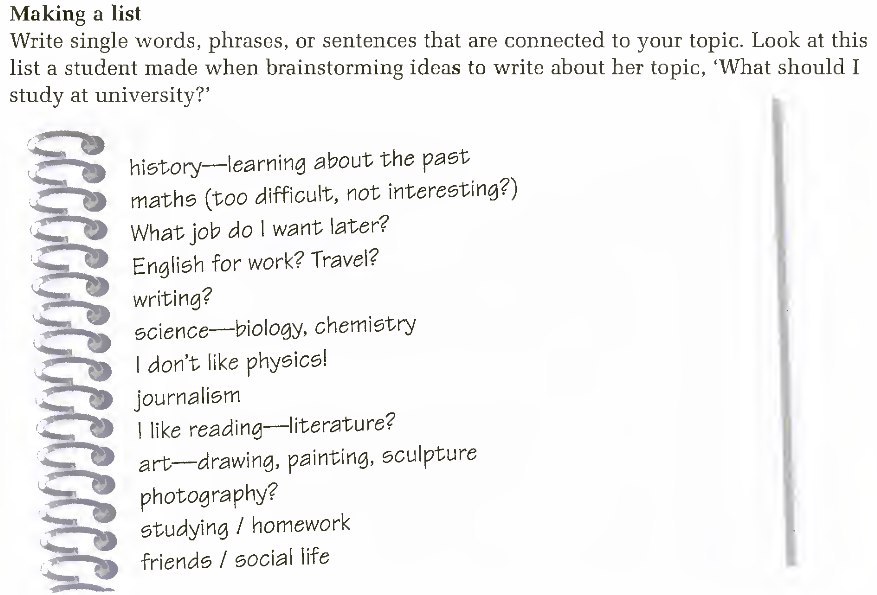 Making a list
Write single words, phrases, or sentences that are connected to your topic. Look at this
list a student made when brainstorming ideas to write about her topic, ‘What should I
study at university?’
history—learning about the past
maths (too difficult, not interesting?)
What job do I want later?
English for work? Travel?
writing?
science—biology, chemistry
I don't like physics!
journalism
I like reading—literature?
art—drawing, painting, sculpture
photography?
studying / homework
friends / social life